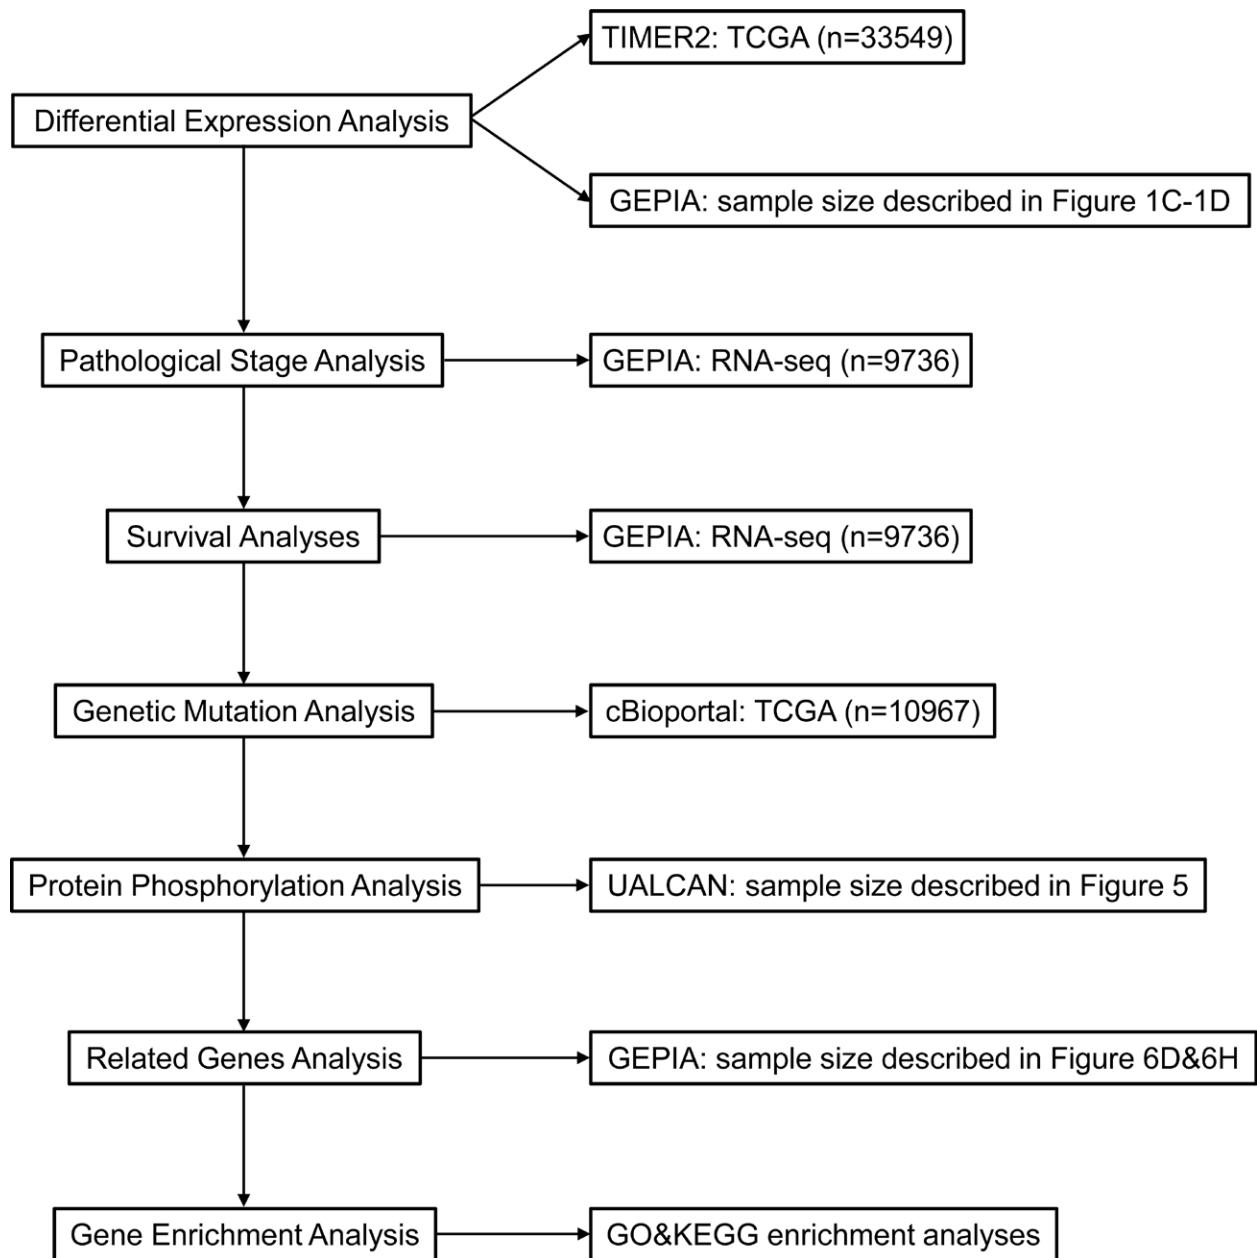 TIMER2: TCGA (n=33549)
Differential Expression Analysis
GEPIA: sample size described in Figure 1C-1D
Pathological Stage Analysis
GEPIA: RNA-seq (n=9736)
Survival Analyses
GEPIA: RNA-seq (n=9736)
Genetic Mutation Analysis
cBioportal: TCGA (n=10967)
Protein Phosphorylation Analysis
UALCAN: sample size described in Figure 5
Related Genes Analysis
GEPIA: sample size described in Figure 6D&6H
Gene Enrichment Analysis
GO&KEGG enrichment analyses